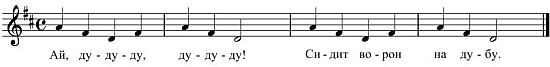 Ай, ду - ду - ду, ду - ду - ду! Си - дит во - рон на ду - бу.